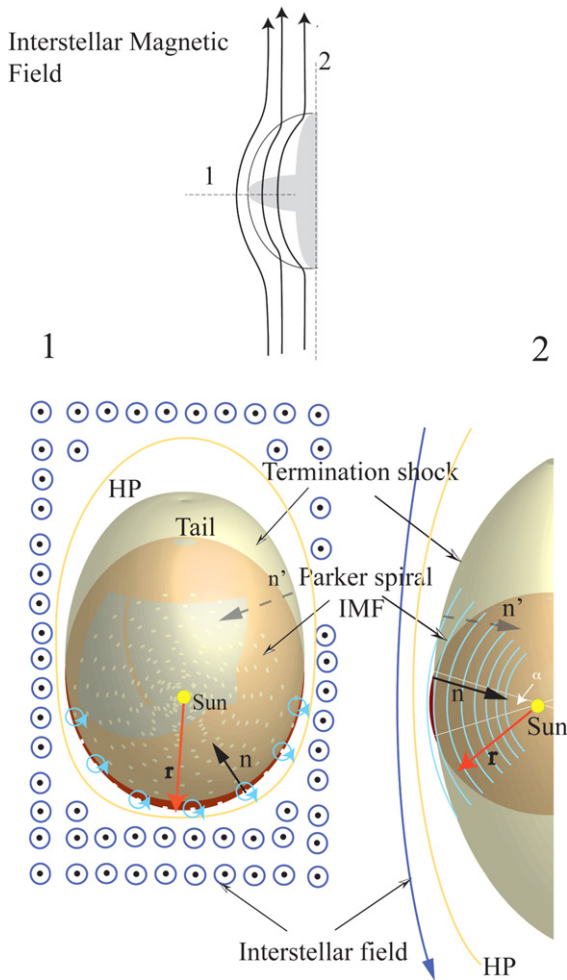 Interstellar Magnetic
Field
2
1
1
2
Termination shock
HP
Tail
n' Parker spiral
IMF
n'
α
n
Sun
Sun
r
n
r
Interstellar field
HP